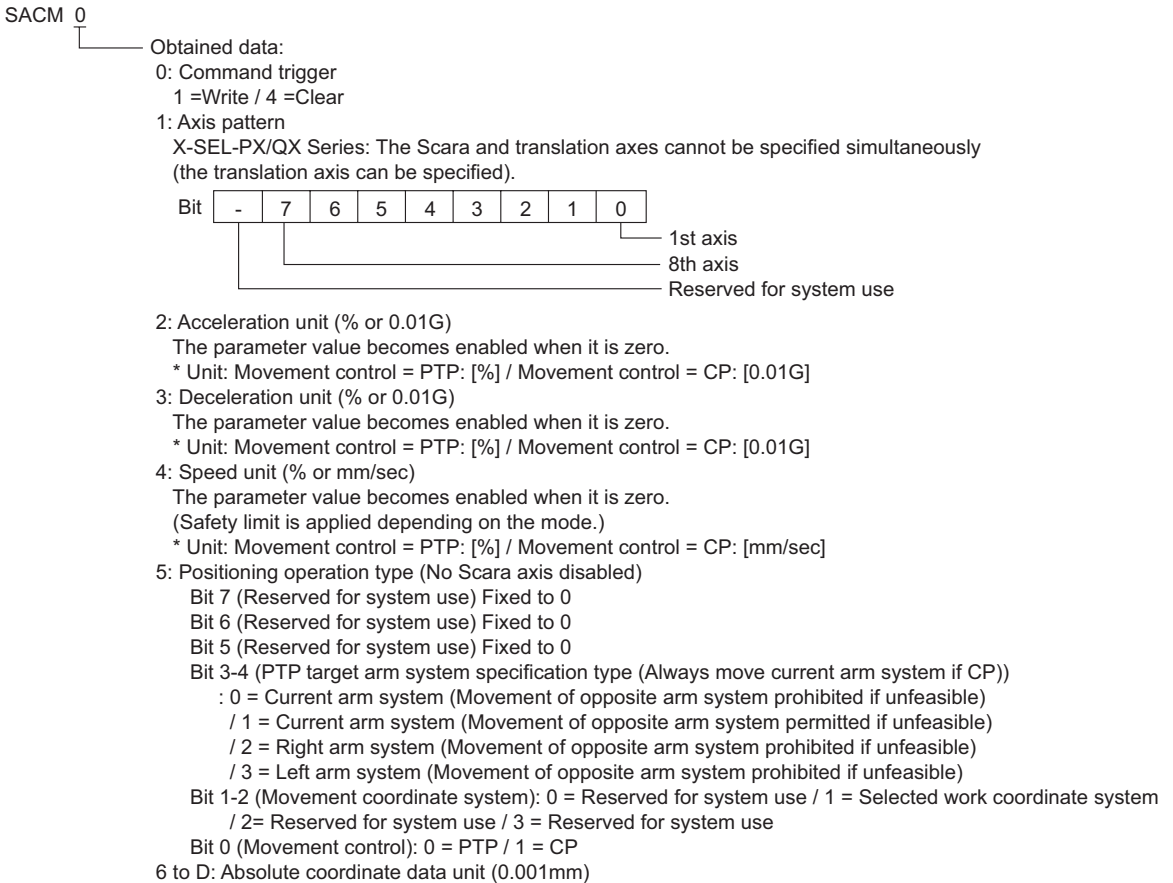 SACM 0
Obtained data:
0: Command trigger
1 =Write / 4 =Clear
1: Axis pattern
X-SEL-PX/QX Series: The Scara and translation axes cannot be specified simultaneously
(the translation axis can be specified).
Bit - 7 6 5 4 3 2 1 0
1st axis
8th axis
Reserved for system use
2: Acceleration unit (% or 0.01G)
The parameter value becomes enabled when it is zero.
* Unit: Movement control = PTP: [%] / Movement control = CP: [0.01G]
3: Deceleration unit (% or 0.01G)
The parameter value becomes enabled when it is zero.
* Unit: Movement control = PTP: [%] / Movement control = CP: [0.01G]
4: Speed unit (% or mm/sec)
The parameter value becomes enabled when it is zero.
(Safety limit is applied depending on the mode.)
* Unit: Movement control = PTP: [%] / Movement control = CP: [mm/sec]
5: Positioning operation type (No Scara axis disabled)
Bit 7 (Reserved for system use) Fixed to 0
Bit 6 (Reserved for system use) Fixed to 0
Bit 5 (Reserved for system use) Fixed to 0
Bit 3-4 (PTP target arm system specification type (Always move current arm system if CP))
: 0 = Current arm system (Movement of opposite arm system prohibited if unfeasible)
/ 1 = Current arm system (Movement of opposite arm system permitted if unfeasible)
/ 2 = Right arm system (Movement of opposite arm system prohibited if unfeasible)
/ 3 = Left arm system (Movement of opposite arm system prohibited if unfeasible)
Bit 1-2 (Movement coordinate system): 0 = Reserved for system use / 1 = Selected work coordinate system
/ 2= Reserved for system use / 3 = Reserved for system use
Bit 0 (Movement control): 0 = PTP / 1 = CP
6 to D: Absolute coordinate data unit (0.001mm)